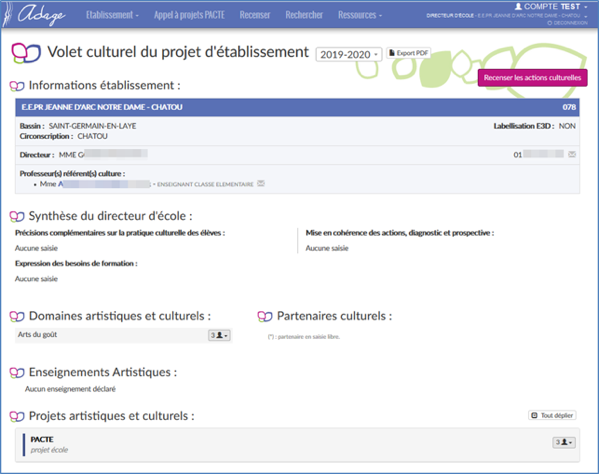 Adage
Etablissement
Appel à projets PACTE
Recenser
Rechercher
Ressources
COMPTE TEST
DIRECTEUR D'ÉCOLE - E.E.PR JEANNE D'ARC NOTRE DAME - CHATOU
DÉCONNEXION
Volet culturel du projet d'établissement
2019-2020
Export PDF
Recenser les actions culturelles
Informations établissement :
E.E.PR JEANNE D'ARC NOTRE DAME - CHATOU 078
Bassin : SAINT-GERMAIN-EN-LAYE Labellisation E3D : NON
Circonscription : CHATOU
Directeur : MME G 01
Professeur(s) référent(s) culture :
• Mme A - ENSEIGNANT CLASSE ELEMENTAIRE
Synthèse du directeur d'école :
Précisions complémentaires sur la pratique culturelle des élèves :
Aucune saisie
Mise en cohérence des actions, diagnostic et prospective :
Aucune saisie
Expression des besoins de formation :
Aucune saisie
Domaines artistiques et culturels :
Arts du goût 3
Partenaires culturels :
(*) : partenaire en saisie libre.
Enseignements Artistiques :
Aucun enseignement déclaré
Projets artistiques et culturels :
Tout déplier
PACTE 3
projet école